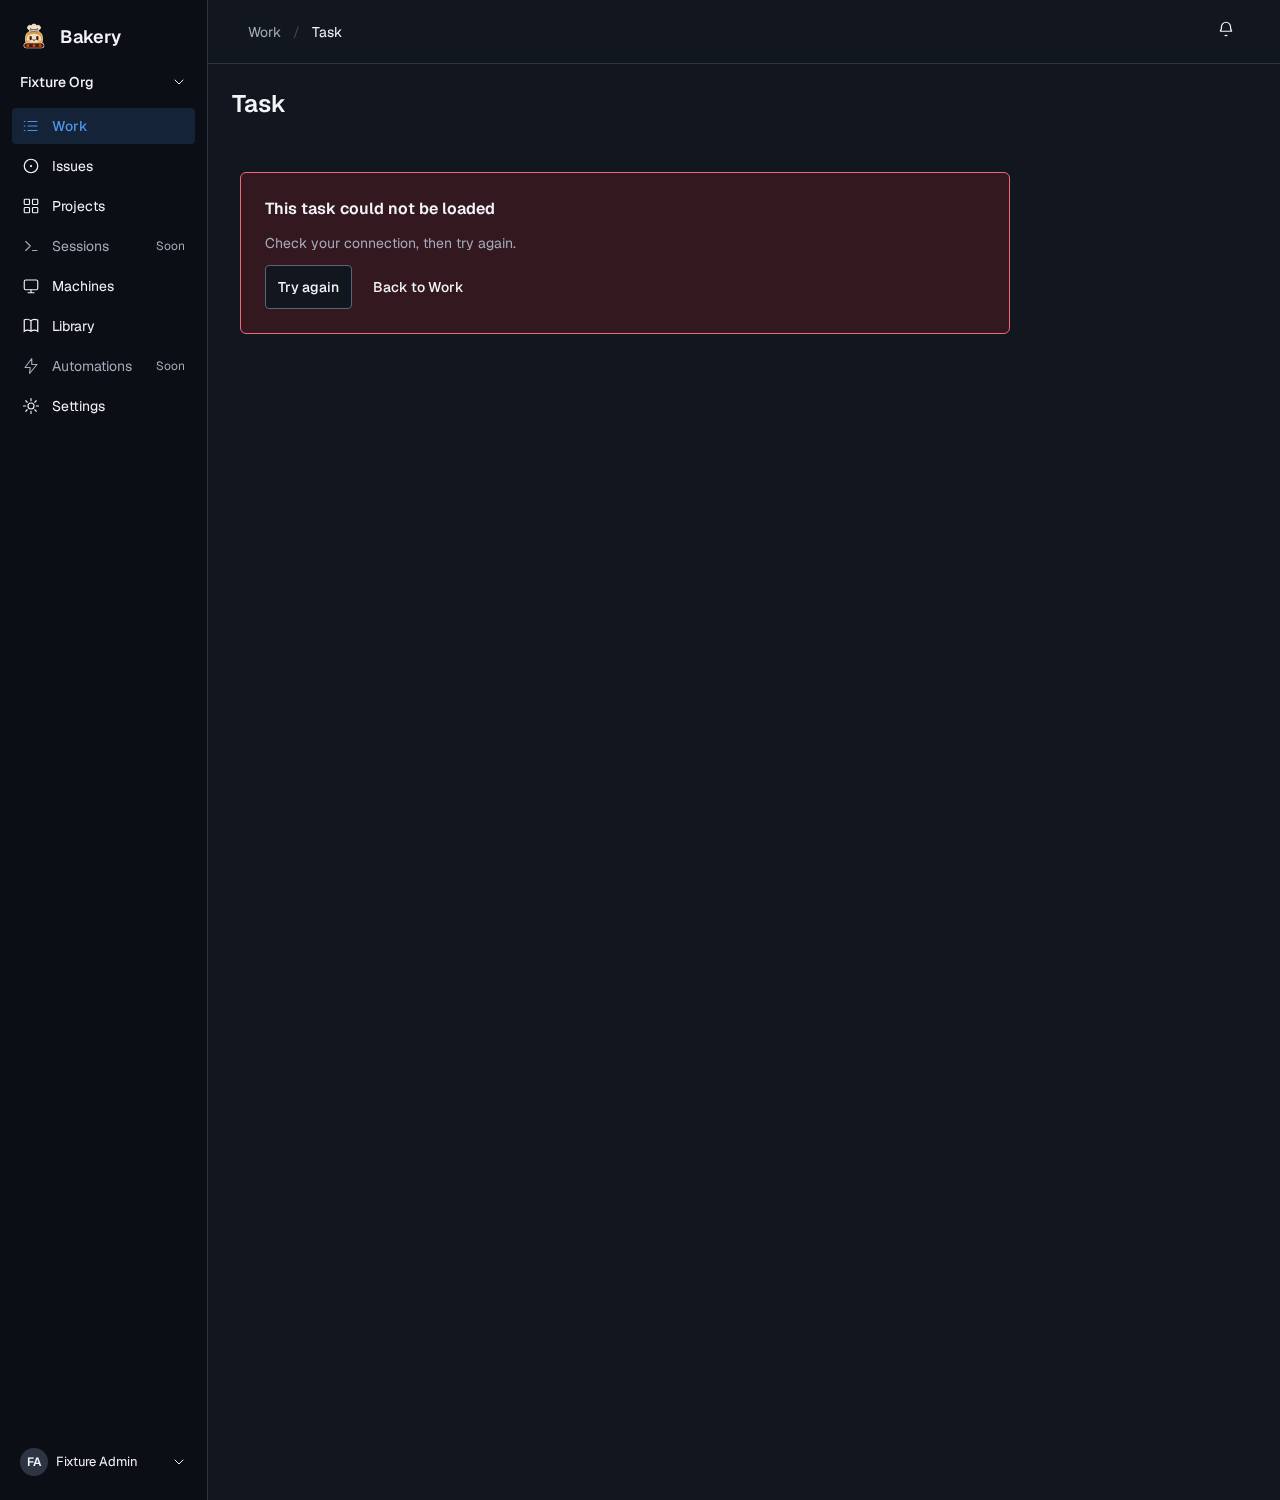 Bakery
Fixture Org
Work
Issues
Projects
Sessions Soon
Machines
Library
Automations Soon
Settings
FA Fixture Admin
Work / Task
Task
This task could not be loaded
Check your connection, then try again.
Try again Back to Work